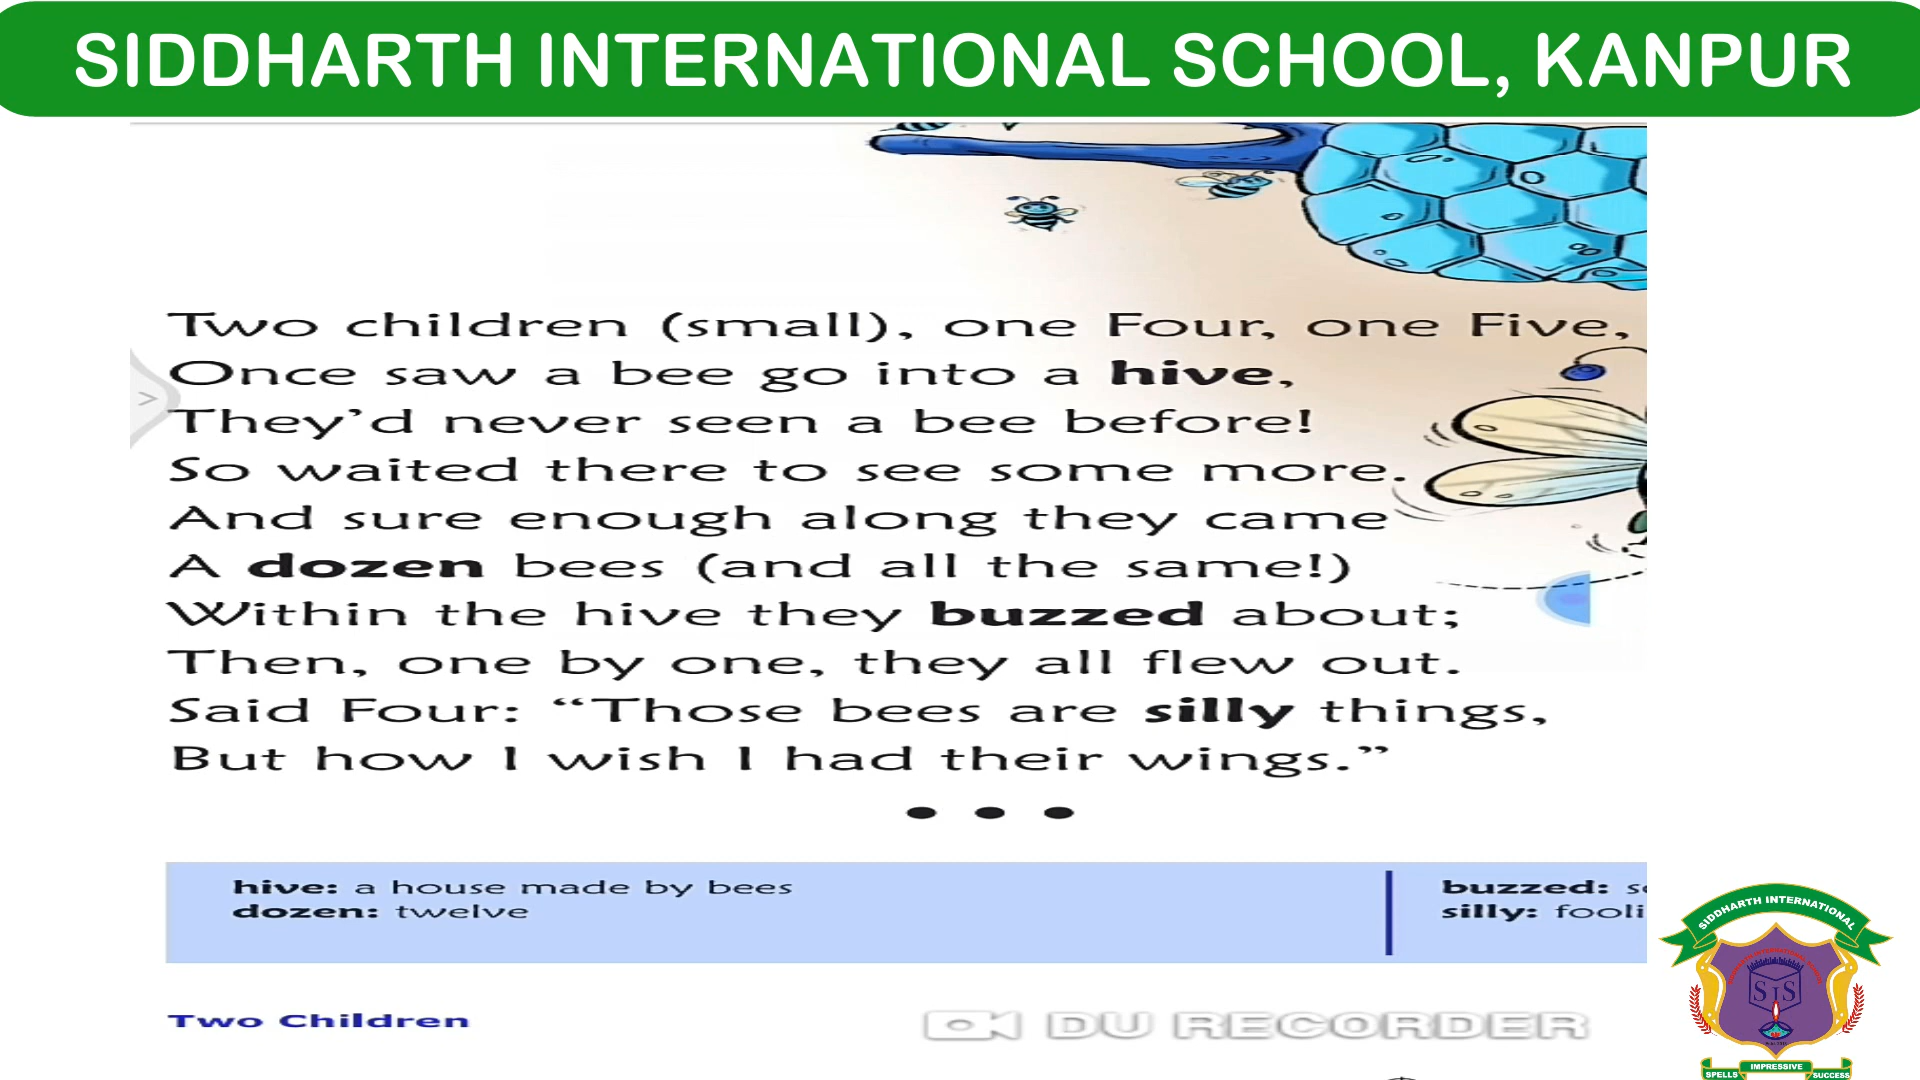 SIDDHARTH INTERNATIONAL SCHOOL, KANPUR
Two children (small), one Four, one Five,
Once saw a bee go into a hive,
They’d never seen a bee before!
So waited there to see some more.
And sure enough along they came
A dozen bees (and all the same!)
Within the hive they buzzed about;
Then, one by one, they all flew out.
Said Four: “Those bees are silly things,
But how I wish I had their wings.”
• • •
hive: a house made by bees
dozen: twelve
buzzed:
silly:
Two Children
DU RECORDER
SIDDHARTH INTERNATIONAL
SIS
SPELLS IMPRESSIVE SUCCESS